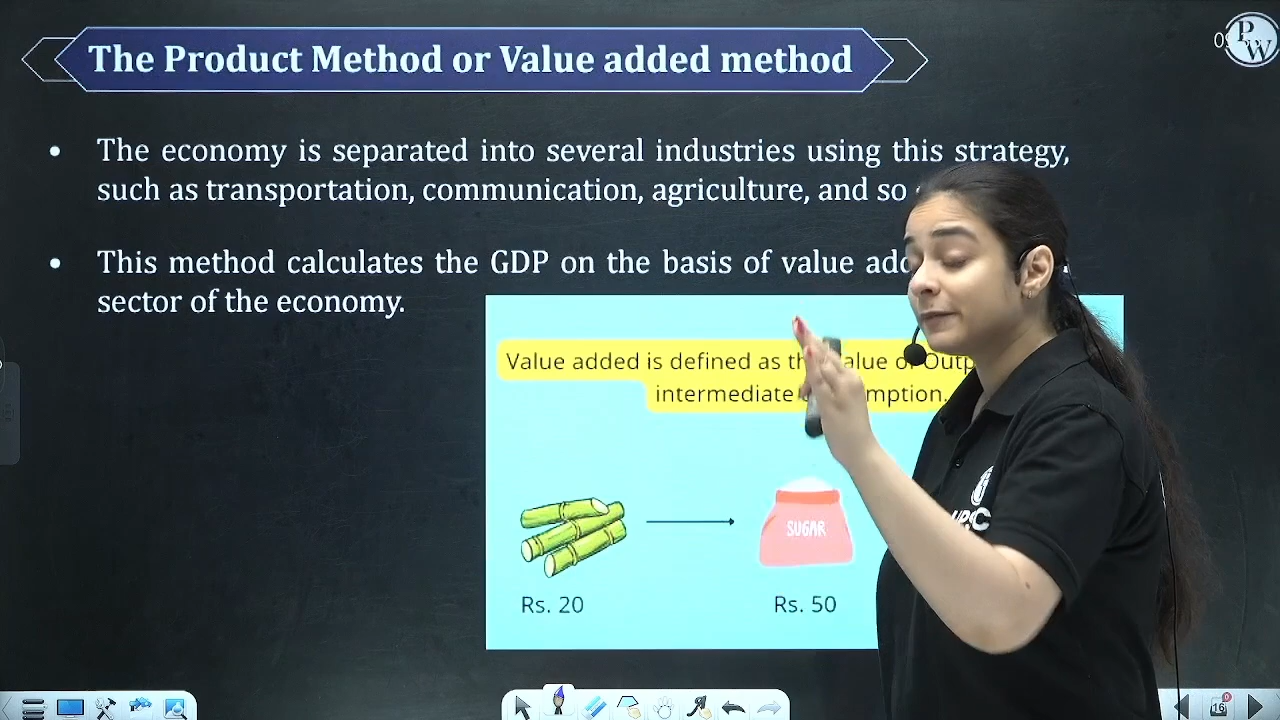 The Product Method or Value added method
PW
• The economy is separated into several industries using this strategy,
such as transportation, communication, agriculture, and so
• This method calculates the GDP on the basis of value
sector of the economy.
Value added is defined as
intermediate
SUGAR
Rs. 20
Rs. 50
16